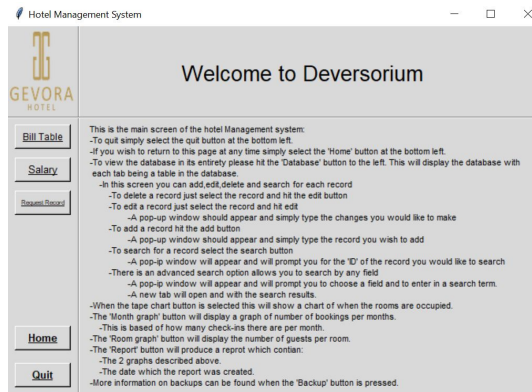 Hotel Management System
GEVORA
HOTEL
Welcome to Deversorium
Bill Table
Salary
Request Record
Home
Quit
This is the main screen of the hotel Management system:
-To quit simply select the quit button at the bottom left.
-If you wish to return to this page at any time simply select the 'Home' button at the bottom left.
-To view the database in its entirety please hit the 'Database' button to the left. This will display the database with
each tab being a table in the database.
-In this screen you can add,edit,delete and search for each record
-To delete a record just select the record and hit the edit button
-To edit a record just select the record and hit edit
-A pop-up window should appear and simply type the changes you would like to make
-To add a record hit the add button
-A pop-up window should appear and simply type the record you wish to add
-To search for a record select the search button
-A pop-ip window will appear and will prompt you for the 'ID' of the record you would like to search
-There is an advanced search option allows you to search by any field
-A pop-ip window will appear and will prompt you to choose a field and to enter in a search term.
-A new tab will open and with the search results.
-When the tape chart button is selected this will show a chart of when the rooms are occupied.
-The 'Month graph' button will display a graph of number of bookings per months.
-This is based of how many check-ins there are per month.
-The 'Room graph' button will display the number of guests per room.
-The 'Report' button will produce a reprot which contian:
-The 2 graphs described above.
-The date which the report was created.
-More information on backups can be found when the 'Backup' button is pressed.